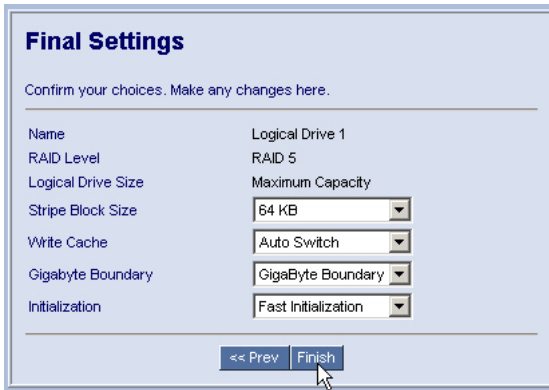 Final Settings
Confirm your choices. Make any changes here.
Name Logical Drive 1
RAID Level RAID 5
Logical Drive Size Maximum Capacity
Stripe Block Size 64 KB
Write Cache Auto Switch
Gigabyte Boundary GigaByte Boundary
Initialization Fast Initialization
<< Prev Finish